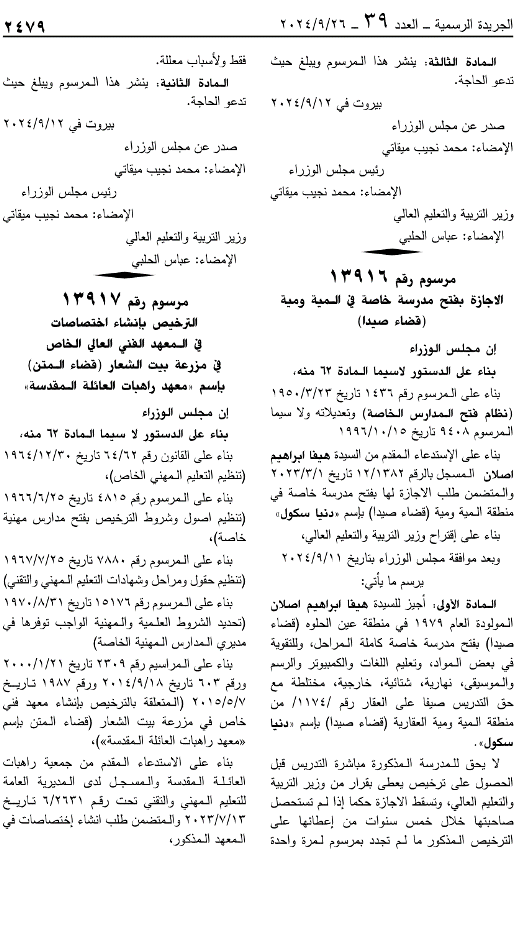 الجريدة الرسمية ــ العدد ٣٩ ــ ٢٠٢٤/٩/٢٦
٢٤٧٩
المادة الثالثة: ينشر هذا المرسوم ويبلغ حيث
تدعو الحاجة.
بيروت في ٢٠٢٤/٩/١٢
صدر عن مجلس الوزراء
الإمضاء: محمد نجيب ميقاتي
رئيس مجلس الوزراء
الإمضاء: محمد نجيب ميقاتي
وزير التربية والتعليم العالي
الإمضاء: عباس الحلبي
مرسوم رقم ١٣٩١٦
الاجازة بفتح مدرسة خاصة في المية ومية
(قضاء صيدا)
إن مجلس الوزراء
بناء على الدستور لاسيما المادة ٦٢ منه،
بناء على المرسوم رقم ١٤٣٦ تاريخ ١٩٥٠/٣/٢٣
(نظام فتح المدارس الخاصة) وتعديلاته ولا سيما
المرسوم ٩٤٠٨ تاريخ ١٩٩٦/١٠/١٥
بناء على الإستدعاء المقدم من السيدة هيفا ابراهيم
اصلان المسجل بالرقم ١٢/١٣٨٢ تاريخ ٢٠٢٣/٣/١
والمتضمن طلب الاجازة لها بفتح مدرسة خاصة في
منطقة المية ومية (قضاء صيدا) بإسم «دنيا سكول»
بناء على إقتراح وزير التربية والتعليم العالي،
وبعد موافقة مجلس الوزراء بتاريخ ٢٠٢٤/٩/١١
يرسم ما يأتي:
المادة الأولى: أجيز للسيدة هيفا ابراهيم اصلان
المولودة العام ١٩٧٩ في منطقة عين الحلوه (قضاء
صيدا) بفتح مدرسة خاصة كاملة المراحل، وللتقوية
في بعض المواد، وتعليم اللغات والكمبيوتر والرسم
والموسيقى، نهارية، شتائية، خارجية، مختلطة مع
حق التدريس صيفا على العقار رقم /١١٧٤/ من
منطقة المية ومية العقارية (قضاء صيدا) بإسم «دنيا
سكول».
لا يحق للمدرسة المذكورة مباشرة التدريس قبل
الحصول على ترخيص يعطى بقرار من وزير التربية
والتعليم العالي، وتسقط الاجازة حكما إذا لم تستحصل
صاحبتها خلال خمس سنوات من إعطائها على
الترخيص المذكور ما لم تجدد بمرسوم لمرة واحدة
فقط ولأسباب معللة.
المادة الثانية: ينشر هذا المرسوم ويبلغ حيث
تدعو الحاجة.
بيروت في ٢٠٢٤/٩/١٢
صدر عن مجلس الوزراء
الإمضاء: محمد نجيب ميقاتي
رئيس مجلس الوزراء
الإمضاء: محمد نجيب ميقاتي
وزير التربية والتعليم العالي
الإمضاء: عباس الحلبي
مرسوم رقم ١٣٩١٧
الترخيص بإنشاء اختصاصات
في المعهد الفني العالي الخاص
في مزرعة بيت الشعار (قضاء المتن)
بإسم «معهد راهبات العائلة المقدسة»
إن مجلس الوزراء
بناء على الدستور لا سيما المادة ٦٢ منه،
بناء على القانون رقم ٦٤/٦٢ تاريخ ١٩٦٤/١٢/٣٠
(تنظيم التعليم المهني الخاص)،
بناء على المرسوم رقم ٤٨١٥ تاريخ ١٩٦٦/٦/٢٥
(تنظيم اصول وشروط الترخيص بفتح مدارس مهنية
خاصة)،
بناء على المرسوم رقم ٧٨٨٠ تاريخ ١٩٦٧/٧/٢٥
(تنظيم حقول ومراحل وشهادات التعليم المهني والتقني)
بناء على المرسوم رقم ١٥١٧٦ تاريخ ١٩٧٠/٨/٣١
(تحديد الشروط العلمية والمهنية الواجب توفرها في
مديري المدارس المهنية الخاصة)
بناء على المراسيم رقم ٢٣٠٩ تاريخ ٢٠٠٠/١/٢١
ورقم ٦٠٣ تاريخ ٢٠١٤/٩/١٨ ورقم ١٩٨٧ تاريخ
٢٠١٥/٥/٧ (المتعلقة بالترخيص بإنشاء معهد فني
خاص في مزرعة بيت الشعار (قضاء المتن بإسم
«معهد راهبات العائلة المقدسة»)،
بناء على الاستدعاء المقدم من جمعية راهبات
العائلة المقدسة والمسجل لدى المديرية العامة
للتعليم المهني والتقني تحت رقم ٦/٢٦٣١ تاريخ
٢٠٢٣/٧/١٣ والمتضمن طلب انشاء إختصاصات في
المعهد المذكور،